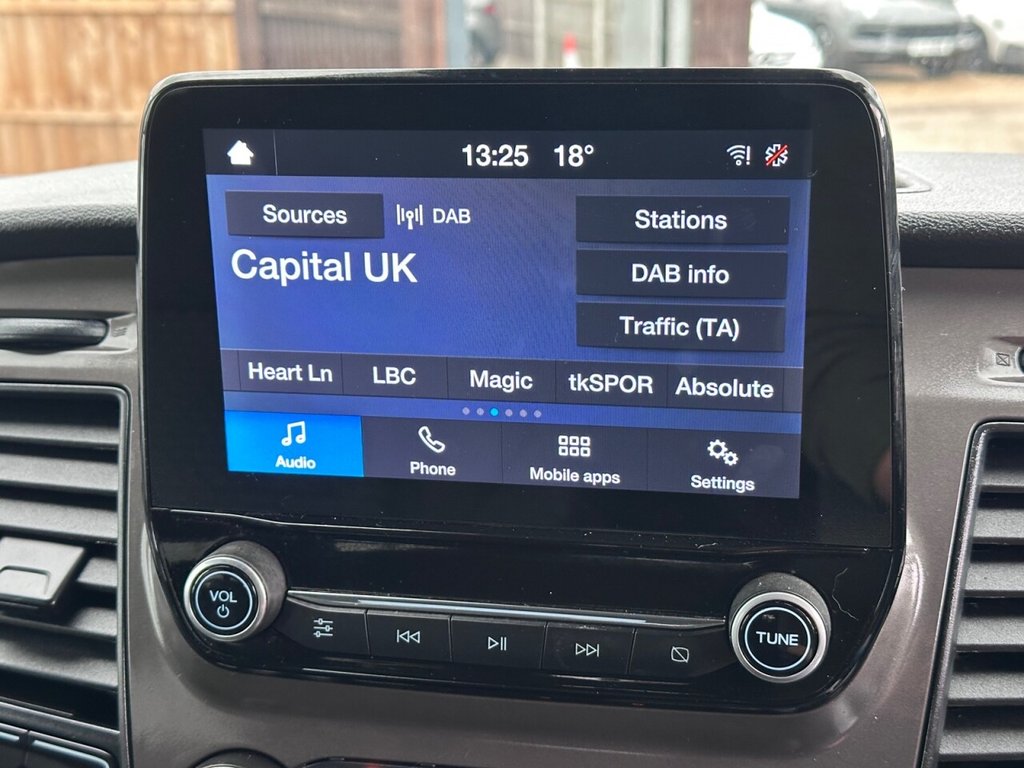 13:25 18°
Sources DAB Stations
Capital UK DAB info
Traffic (TA)
Heart Ln LBC Magic tkSPOR Absolute
Audio Phone Mobile apps Settings
VOL TUNE